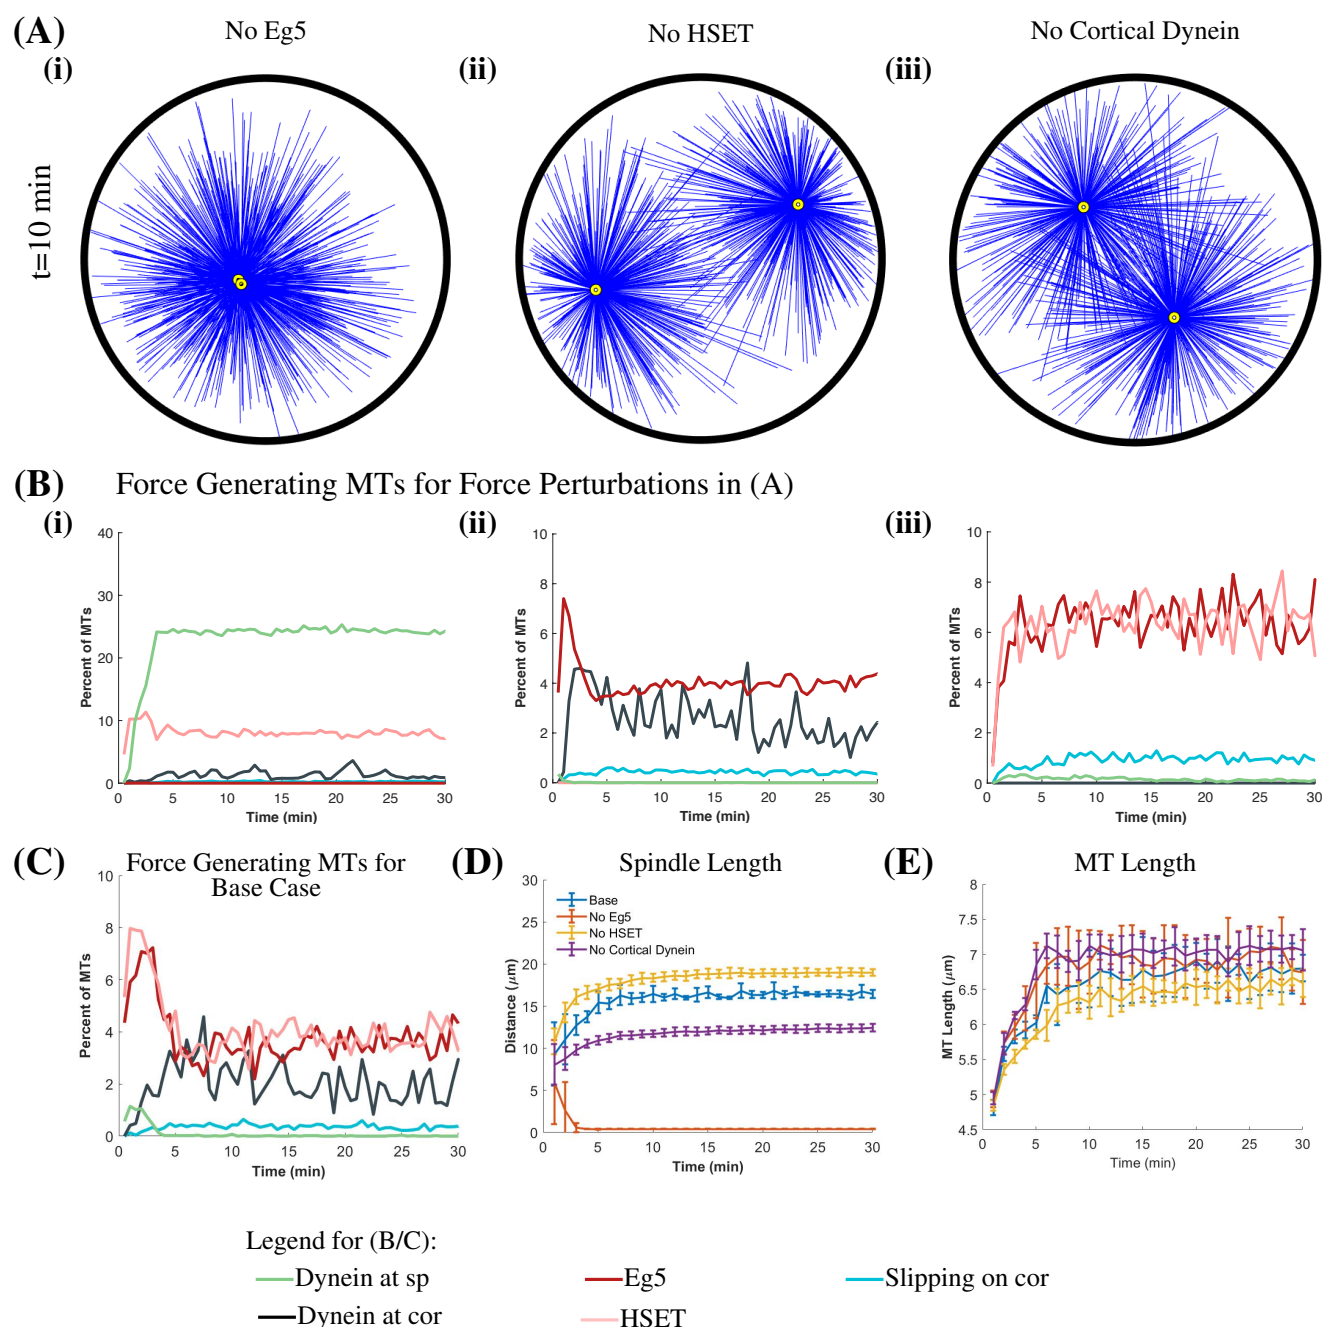 (A)
No Eg5
No HSET
No Cortical Dynein
(i)
(ii)
(iii)
t=10 min
(B) Force Generating MTs for Force Perturbations in (A)
(i)
(ii)
(iii)
40
30
20
10
0
Percent of MTs
0 5 10 15 20 25 30
Time (min)
10
8
6
4
2
0
Percent of MTs
0 5 10 15 20 25 30
Time (min)
10
8
6
4
2
0
Percent of MTs
0 5 10 15 20 25 30
Time (min)
(C) Force Generating MTs for
Base Case
10
8
6
4
2
0
Percent of MTs
0 5 10 15 20 25 30
Time (min)
(D) Spindle Length
30
25
20
15
10
5
0
Distance (μm)
Base
No Eg5
No HSET
No Cortical Dynein
0 5 10 15 20 25 30
Time (min)
(E) MT Length
8
7.5
7
6.5
6
5.5
5
4.5
MT Length (μm)
0 5 10 15 20 25 30
Time (min)
Legend for (B/C):
Dynein at sp
Eg5
Slipping on cor
Dynein at cor
HSET